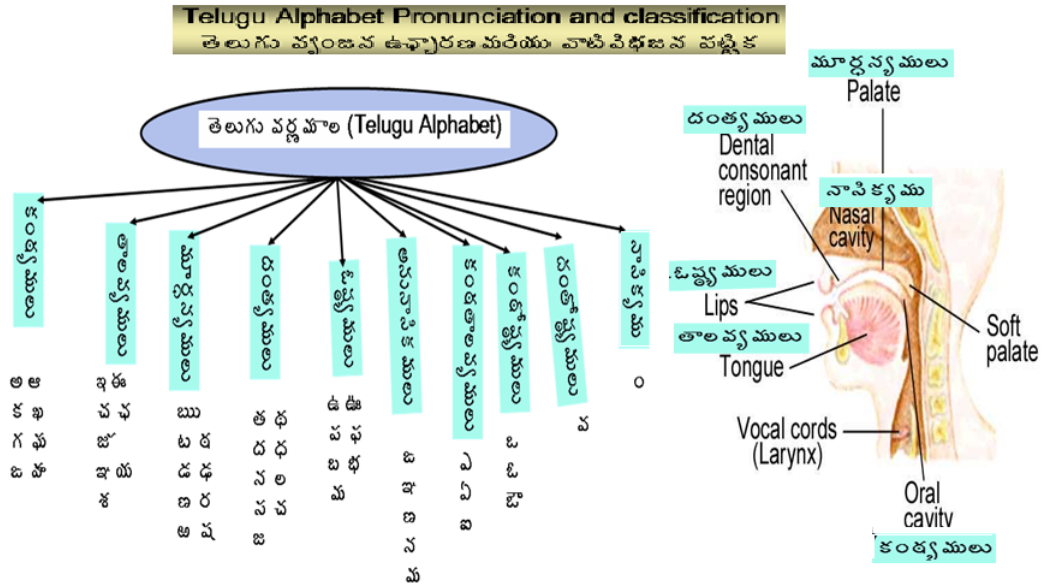 Telugu Alphabet Pronunciation and classification
తెలుగు వ్యంజన ఉచ్ఛారణ మరియు వాటివిభజన పట్టిక
తెలుగు వర్ణమాల (Telugu Alphabet)
కంఠ్యములు
తాలవ్యములు
మూర్ధన్యములు
దంత్యములు
ఓష్ఠ్యములు
అనునాసికములు
కంఠతాలవ్యములు
కంఠోష్ఠ్యములు
దంతోష్ఠ్యములు
నాసిక్యము
అ ఆ
క ఖ
గ ఘ
ఙ హ
ఇ ఈ
చ ఛ
జ
ఞ య
శ
ఋ
ట ఠ
డ ఢ
ణ ర
ఱ ష
త థ
ద ధ
న ల
స చ
జ
ఉ ఊ
ప ఫ
బ భ
మ
ఙ
ఞ
ణ
న
మ
ఎ
ఏ
ఐ
ఒ
ఓ
ఔ
వ
ం
మూర్ధన్యములు
Palate
దంత్యములు
Dental
consonant
region
నాసిక్యము
Nasal
cavity
ఓష్ఠ్యములు
Lips
తాలవ్యములు
Tongue
Soft
palate
Vocal cords
(Larynx)
Oral
cavity
కంఠ్యములు